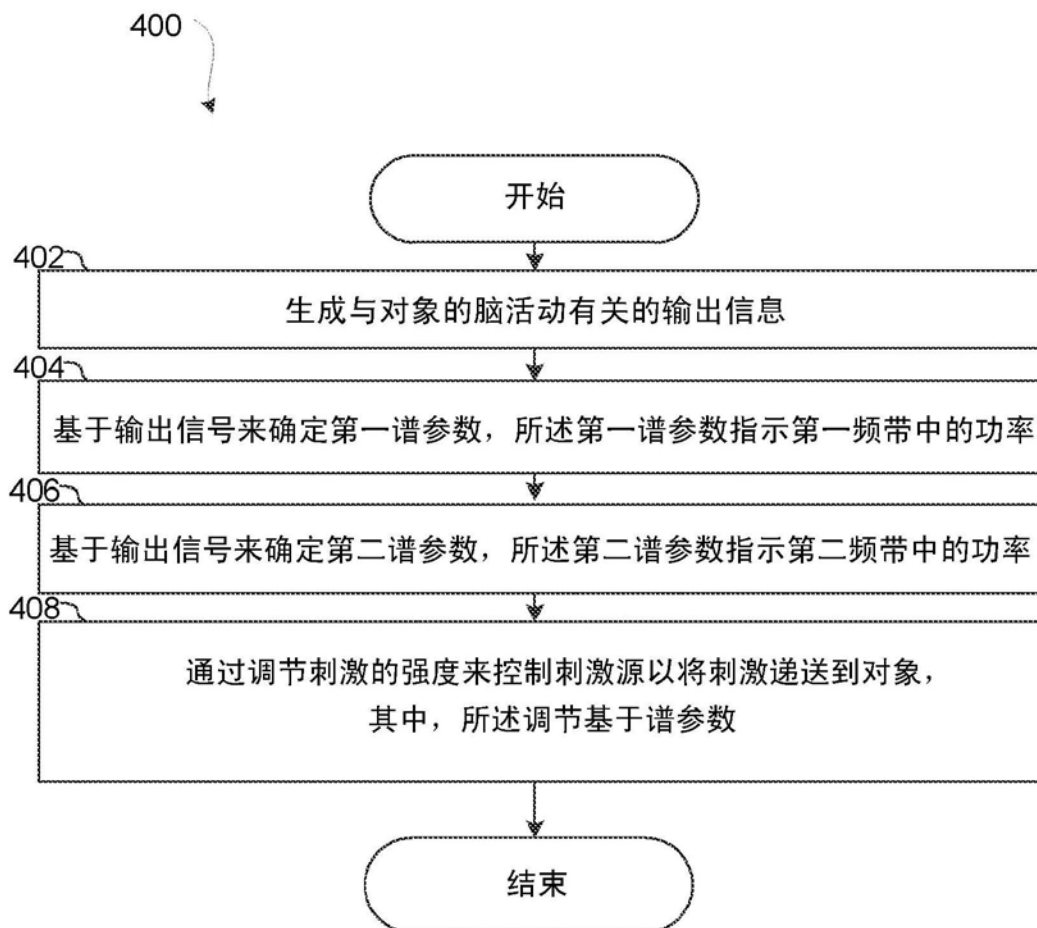 400
开始
402
生成与对象的脑活动有关的输出信息
404
基于输出信号来确定第一谱参数，所述第一谱参数指示第一频带中的功率
406
基于输出信号来确定第二谱参数，所述第二谱参数指示第二频带中的功率
408
通过调节刺激的强度来控制刺激源以将刺激递送到对象，
其中，所述调节基于谱参数
结束